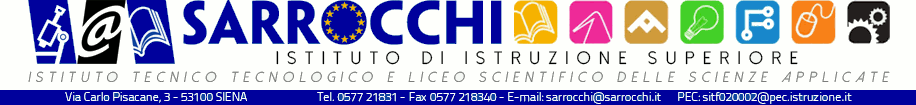 @ SARROCCHI
ISTITUTO DI ISTRUZIONE SUPERIORE
ISTITUTO TECNICO TECNOLOGICO E LICEO SCIENTIFICO DELLE SCIENZE APPLICATE
Via Carlo Pisacane, 3 - 53100 SIENA Tel. 0577 21831 - Fax 0577 218340 - E-mail: sarrocchi@sarrocchi.it PEC: sitf020002@pec.istruzione.it